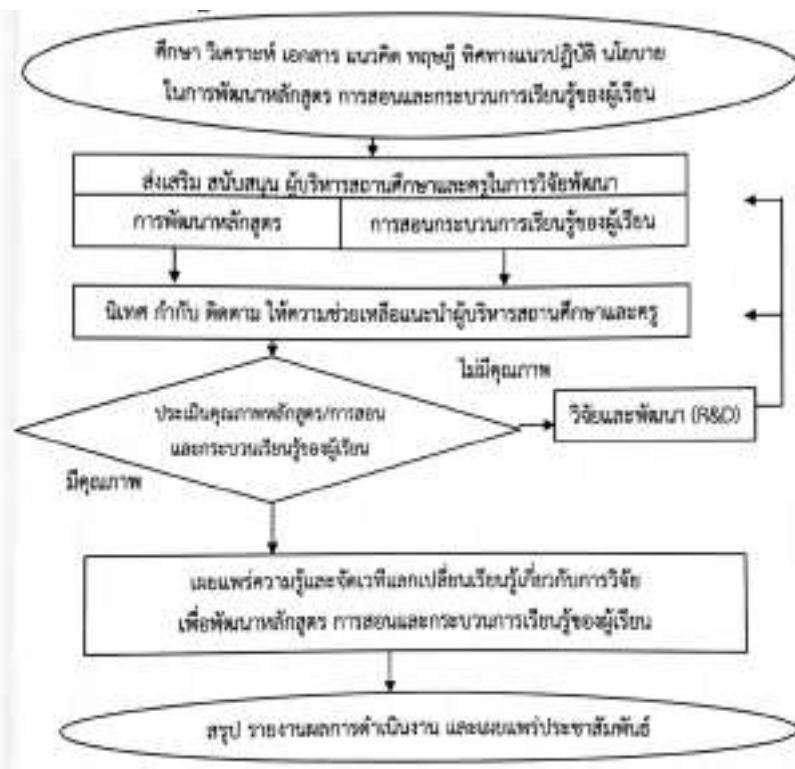 ศึกษา วิเคราะห์ เอกสาร แนวคิด ทฤษฎี ทิศทางแนวปฏิบัติ นโยบาย
ในการพัฒนาหลักสูตร การสอนและกระบวนการเรียนรู้ของผู้เรียน
ส่งเสริม สนับสนุน ผู้บริหารสถานศึกษาและครูในการวิจัยพัฒนา
การพัฒนาหลักสูตร
การสอนกระบวนการเรียนรู้ของผู้เรียน
นิเทศ กำกับ ติดตาม ให้ความช่วยเหลือแนะนำผู้บริหารสถานศึกษาและครู
ไม่มีคุณภาพ
ประเมินคุณภาพหลักสูตร/การสอน
และกระบวนเรียนรู้ของผู้เรียน
วิจัยและพัฒนา (R&D)
มีคุณภาพ
เผยแพร่ความรู้และจัดเวทีแลกเปลี่ยนเรียนรู้เกี่ยวกับการวิจัย
เพื่อพัฒนาหลักสูตร การสอนและกระบวนการเรียนรู้ของผู้เรียน
สรุป รายงานผลการดำเนินงาน และเผยแพร่ประชาสัมพันธ์